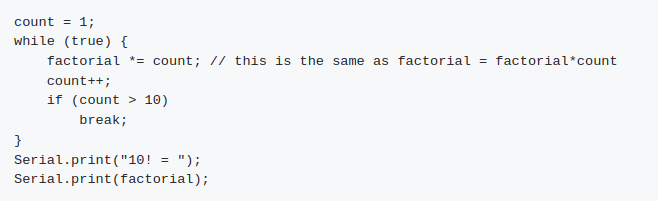 count = 1;
while (true) {
    factorial *= count; // this is the same as factorial = factorial*count
    count++;
    if (count > 10)
        break;
}
Serial.print("10! = ");
Serial.print(factorial);